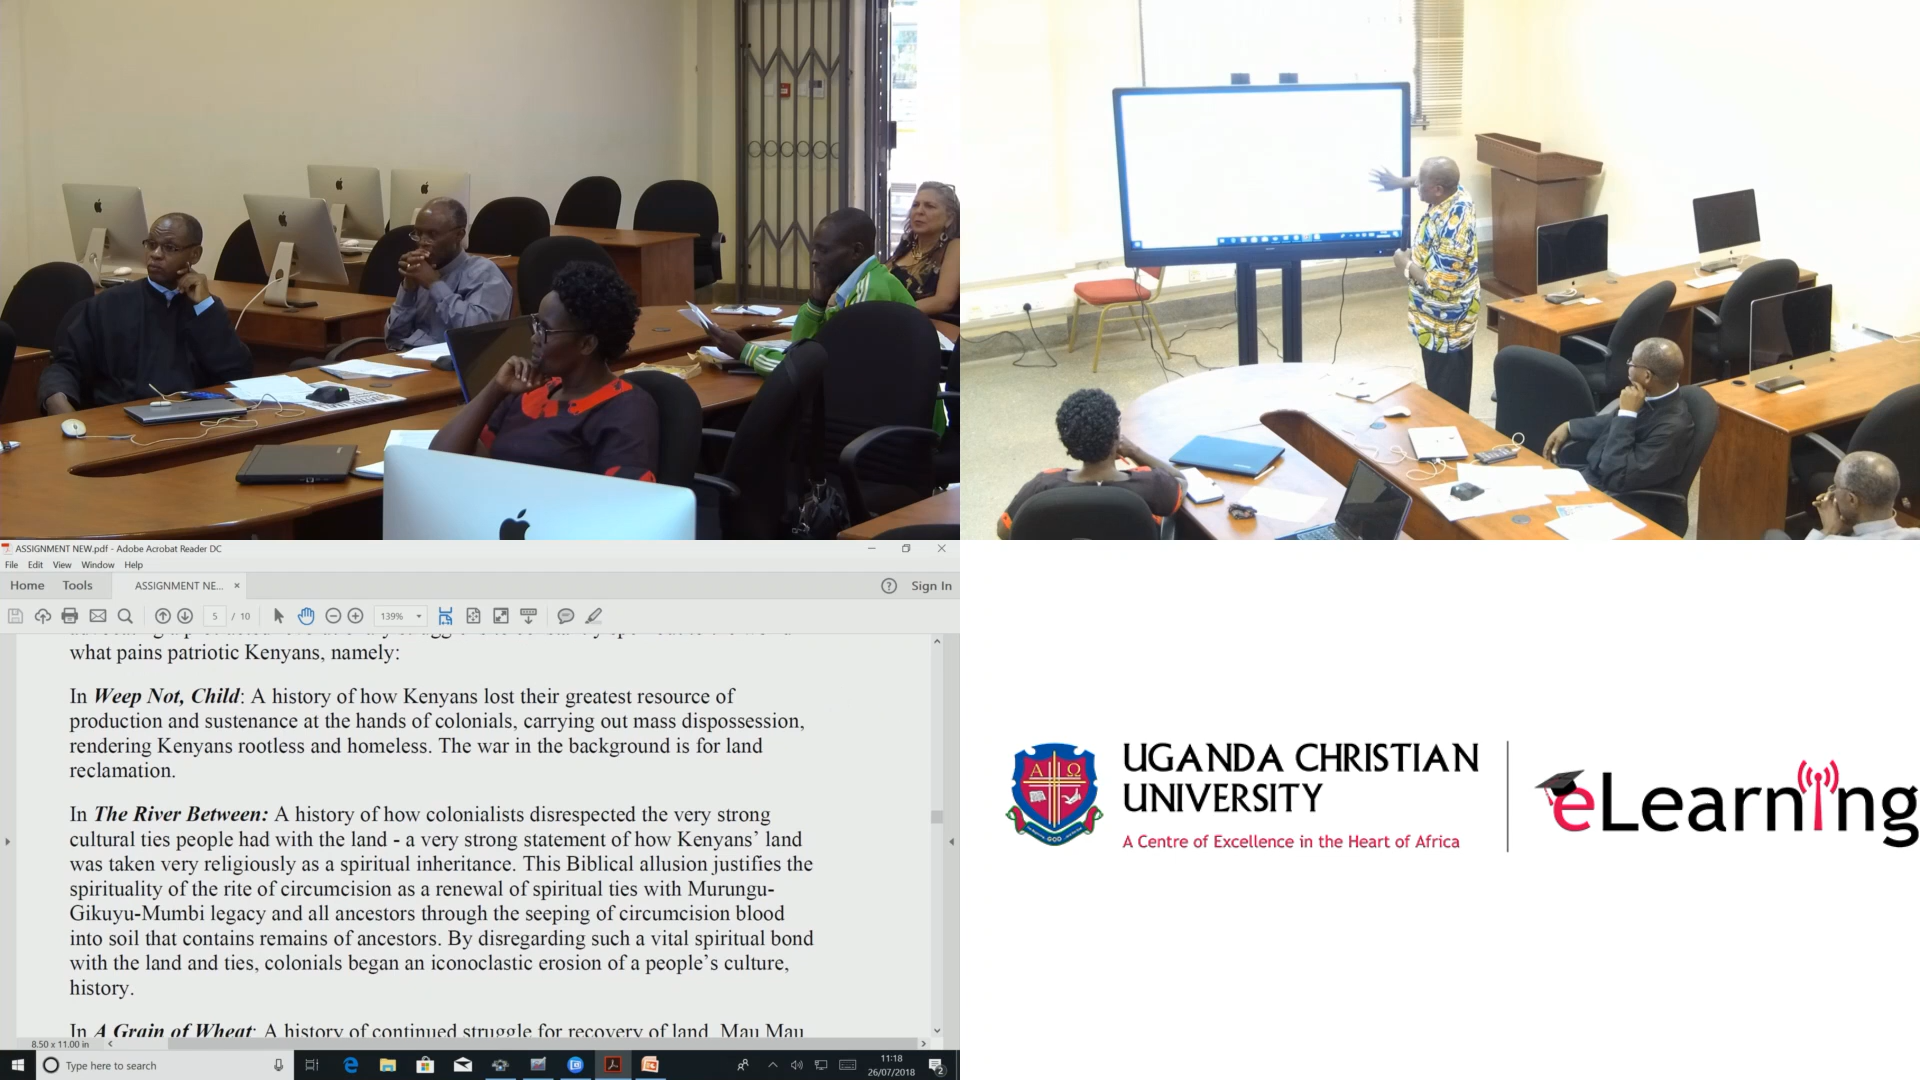 ASSIGNMENT NEW.pdf - Adobe Acrobat Reader DC
File Edit View Window Help
Home Tools ASSIGNMENT NE... × Sign In
5 / 10 139%
what pains patriotic Kenyans, namely:
In Weep Not, Child: A history of how Kenyans lost their greatest resource of
production and sustenance at the hands of colonials, carrying out mass dispossession,
rendering Kenyans rootless and homeless. The war in the background is for land
reclamation.
In The River Between: A history of how colonialists disrespected the very strong
cultural ties people had with the land - a very strong statement of how Kenyans’ land
was taken very religiously as a spiritual inheritance. This Biblical allusion justifies the
spirituality of the rite of circumcision as a renewal of spiritual ties with Murungu-
Gikuyu-Mumbi legacy and all ancestors through the seeping of circumcision blood
into soil that contains remains of ancestors. By disregarding such a vital spiritual bond
with the land and ties, colonials began an iconoclastic erosion of a people’s culture,
history.
In A Grain of Wheat: A history of continued struggle for recovery of land. Mau Mau
8.50 x 11.00 in
Type here to search
11:18
26/07/2018
2
UGANDA CHRISTIAN
UNIVERSITY
A Centre of Excellence in the Heart of Africa
eLearning
Α Ω
GOD